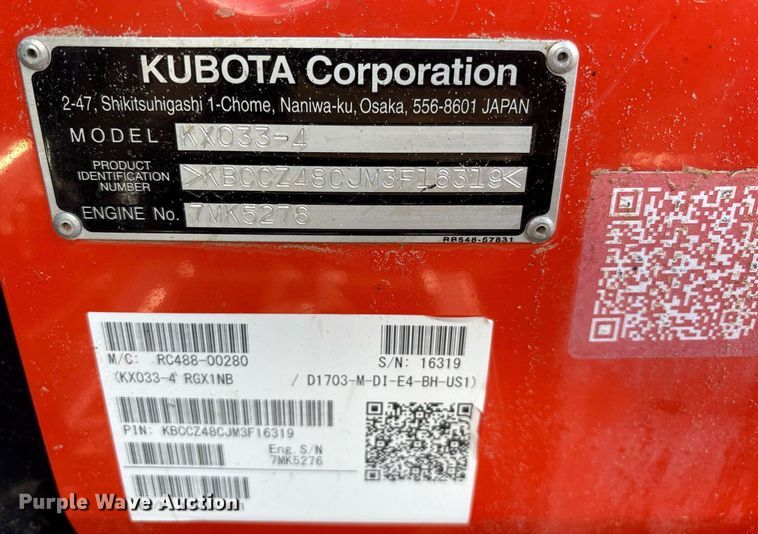 KUBOTA Corporation
2-47, Shikitsuhigashi 1-Chome, Naniwa-ku, Osaka, 556-8601 JAPAN
MODEL KX033-4
PRODUCT IDENTIFICATION NUMBER >KBCCZ48CJM3F16319<
ENGINE No. 7MK5276
RB548-57831
M/C: RC488-00280 S/N: 16319
(KX033-4 RGX1NB / D1703-M-DI-E4-BH-US1)
PIN: KBCCZ48CJM3F16319
Eng. S/N
7MK5276
Purple Wave Auction